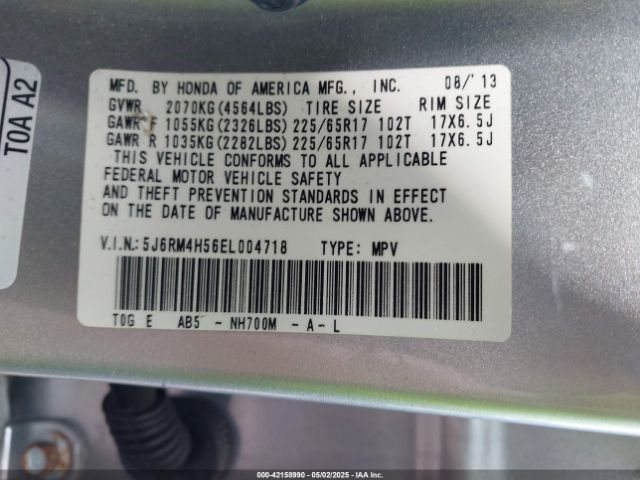 TOA A2
MFD. BY HONDA OF AMERICA MFG., INC. 08/'13
GVWR 2070KG(4564LBS) TIRE SIZE RIM SIZE
GAWR F 1055KG(2326LBS) 225/65R17 102T 17X6.5J
GAWR R 1035KG(2282LBS) 225/65R17 102T 17X6.5J
THIS VEHICLE CONFORMS TO ALL APPLICABLE
FEDERAL MOTOR VEHICLE SAFETY
AND THEFT PREVENTION STANDARDS IN EFFECT
ON THE DATE OF MANUFACTURE SHOWN ABOVE.
V.I.N.: 5J6RM4H56EL004718 TYPE: MPV
TOG E AB5 - NH700M - A - L
000-42158990 - 05/02/2025 - IAA Inc.